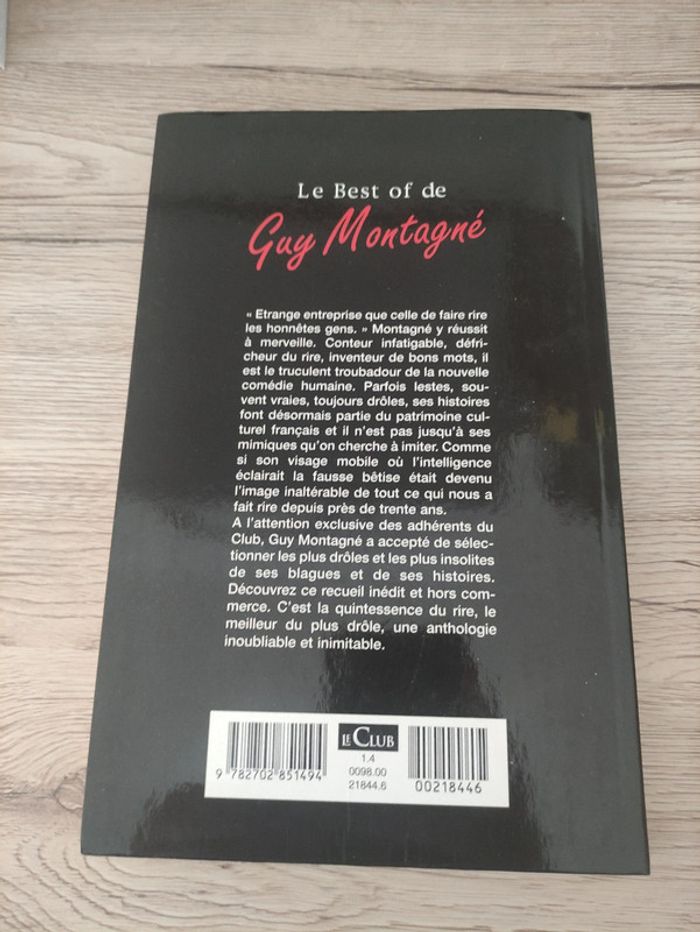 Le Best of de
Guy Montagné
« Etrange entreprise que celle de faire rire
les honnêtes gens. » Montagné y réussit
à merveille. Conteur infatigable, défri-
cheur du rire, inventeur de bons mots, il
est le truculent troubadour de la nouvelle
comédie humaine. Parfois lestes, sou-
vent vraies, toujours drôles, ses histoires
font désormais partie du patrimoine cul-
turel français et il n'est pas jusqu'à ses
mimiques qu'on cherche à imiter. Comme
si son visage mobile où l'intelligence
éclairait la fausse bêtise était devenu
l'image inaltérable de tout ce qui nous a
fait rire depuis près de trente ans.
A l'attention exclusive des adhérents du
Club, Guy Montagné a accepté de sélec-
tionner les plus drôles et les plus insolites
de ses blagues et de ses histoires.
Découvrez ce recueil inédit et hors com-
merce. C'est la quintessence du rire, le
meilleur du plus drôle, une anthologie
inoubliable et inimitable.
LE CLUB
1.4
0098.00
21844.6
9 782702 851494
00218446